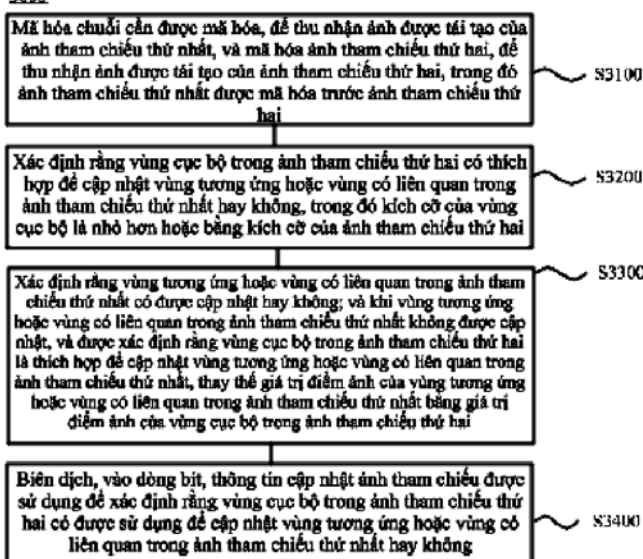 Mã hóa chuỗi cần được mã hóa, để thu nhận ảnh được tái tạo của
ảnh tham chiếu thứ nhất, và mã hóa ảnh tham chiếu thứ hai, để
thu nhận ảnh được tái tạo của ảnh tham chiếu thứ hai, trong đó
ảnh tham chiếu thứ nhất được mã hóa trước ảnh tham chiếu thứ
hai
S3100
Xác định rằng vùng cục bộ trong ảnh tham chiếu thứ hai có thích
hợp để cập nhật vùng tương ứng hoặc vùng có liên quan trong
ảnh tham chiếu thứ nhất hay không, trong đó kích cỡ của vùng
cục bộ là nhỏ hơn hoặc bằng kích cỡ của ảnh tham chiếu thứ hai
S3200
Xác định rằng vùng tương ứng hoặc vùng có liên quan trong ảnh tham
chiếu thứ nhất có được cập nhật hay không; và khi vùng tương ứng
hoặc vùng có liên quan trong ảnh tham chiếu thứ nhất không được cập
nhật, và được xác định rằng vùng cục bộ trong ảnh tham chiếu thứ hai
là thích hợp để cập nhật vùng tương ứng hoặc vùng có liên quan trong
ảnh tham chiếu thứ nhất, thay thế giá trị điểm ảnh của vùng tương ứng
hoặc vùng có liên quan trong ảnh tham chiếu thứ nhất bằng giá trị
điểm ảnh của vùng cục bộ trong ảnh tham chiếu thứ hai
S3300
Biên dịch, vào dòng bit, thông tin cập nhật ảnh tham chiếu được
sử dụng để xác định rằng vùng cục bộ trong ảnh tham chiếu thứ
hai có được sử dụng để cập nhật vùng tương ứng hoặc vùng có
liên quan trong ảnh tham chiếu thứ nhất hay không
S3400